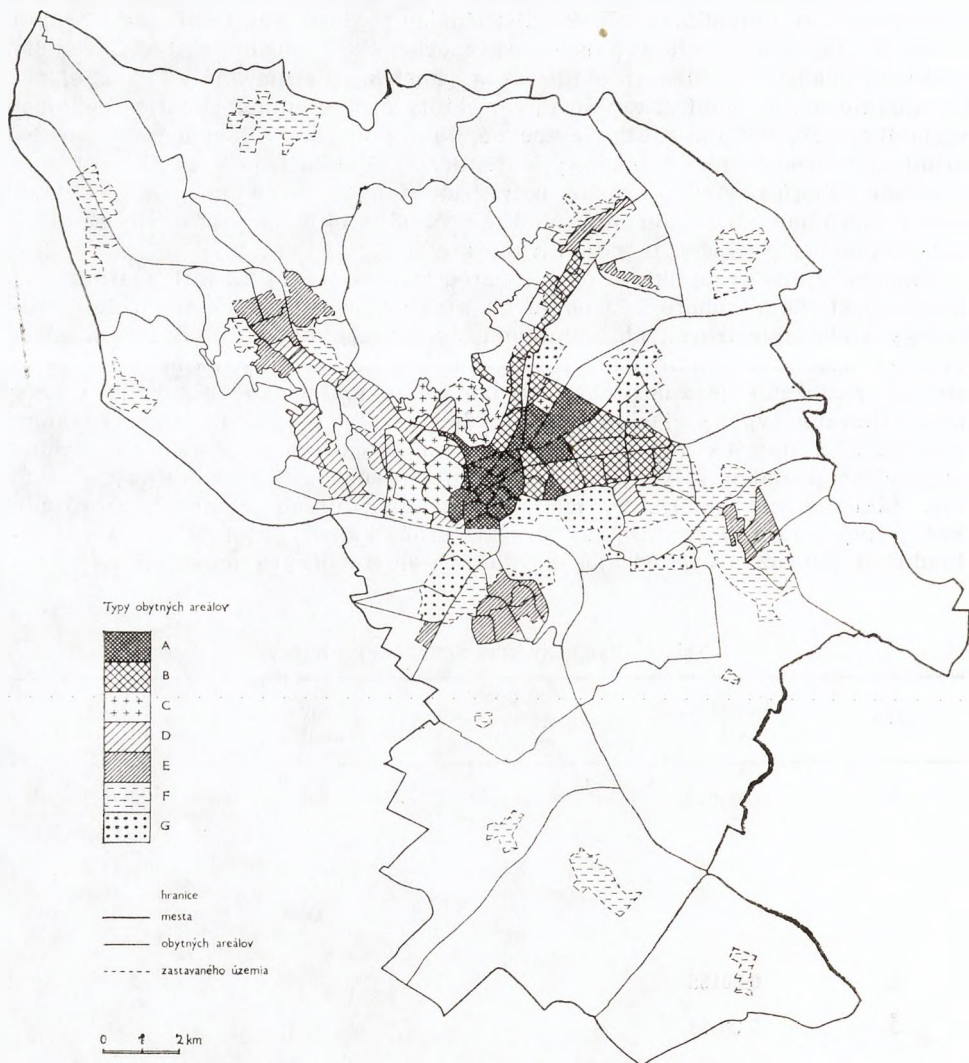 Typy obytných areálov
A
B
C
D
E
F
G
hranice
mesta
obytných areálov
zastavaného územia
0 1 2 km